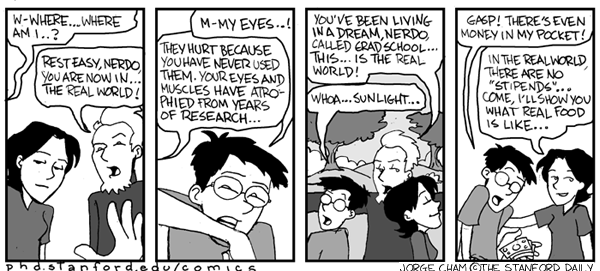 W-WHERE...WHERE
AM I..?
REST EASY, NERDO,
YOU ARE NOW IN...
THE REAL WORLD!
M-MY EYES..!
THEY HURT BECAUSE
YOU HAVE NEVER USED
THEM. YOUR EYES AND
MUSCLES HAVE ATRO-
PHIED FROM YEARS
OF RESEARCH...
YOU'VE BEEN LIVING
IN A DREAM, NERDO,
CALLED GRAD SCHOOL...
THIS... IS THE REAL
WORLD!
WHOA...SUNLIGHT...
GASP! THERE'S EVEN
MONEY IN MY POCKET!
IN THE REAL WORLD,
THERE ARE NO
"STIPENDS"...
COME, I'LL SHOW YOU
WHAT REAL FOOD
IS LIKE...
phd.stanford.edu/comics
JORGE CHAM ©THE STANFORD DAILY